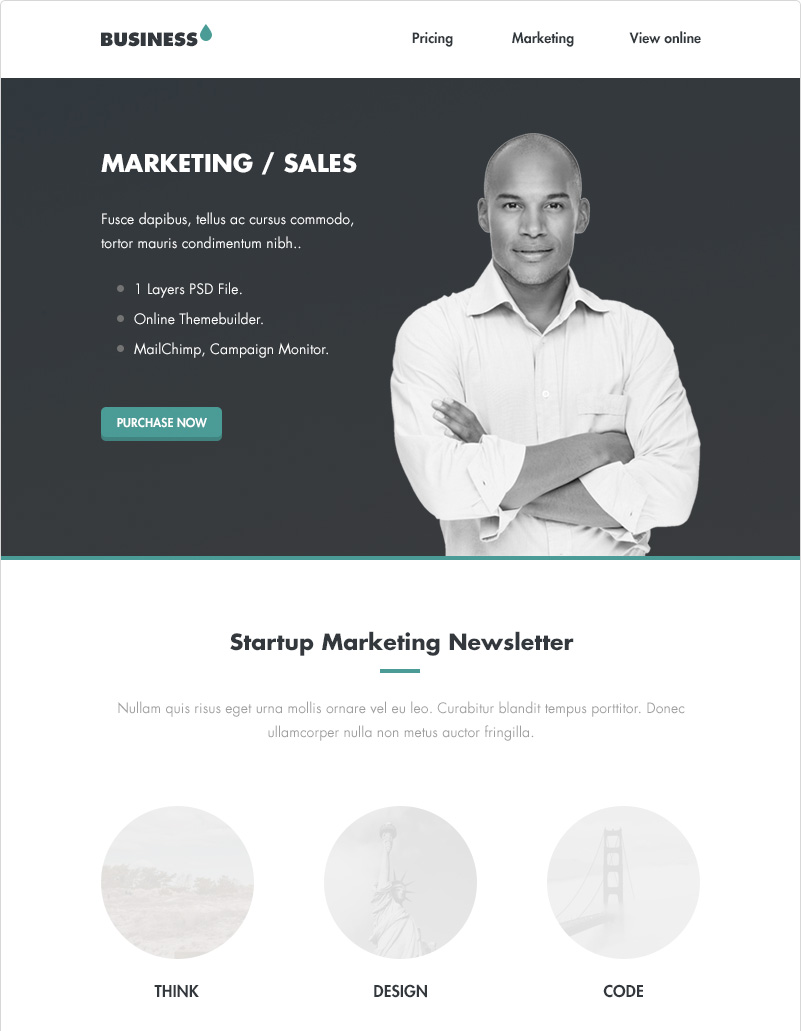 BUSINESS
Pricing Marketing View online
MARKETING / SALES
Fusce dapibus, tellus ac cursus commodo,
tortor mauris condimentum nibh..
1 Layers PSD File.
Online Themebuilder.
MailChimp, Campaign Monitor.
PURCHASE NOW
Startup Marketing Newsletter
Nullam quis risus eget urna mollis ornare vel eu leo. Curabitur blandit tempus porttitor. Donec
ullamcorper nulla non metus auctor fringilla.
THINK DESIGN CODE